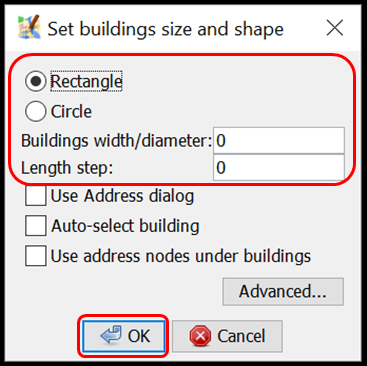 Set buildings size and shape
Rectangle
Circle
Buildings width/diameter: 0
Length step: 0
Use Address dialog
Auto-select building
Use address nodes under buildings
Advanced...
OK Cancel